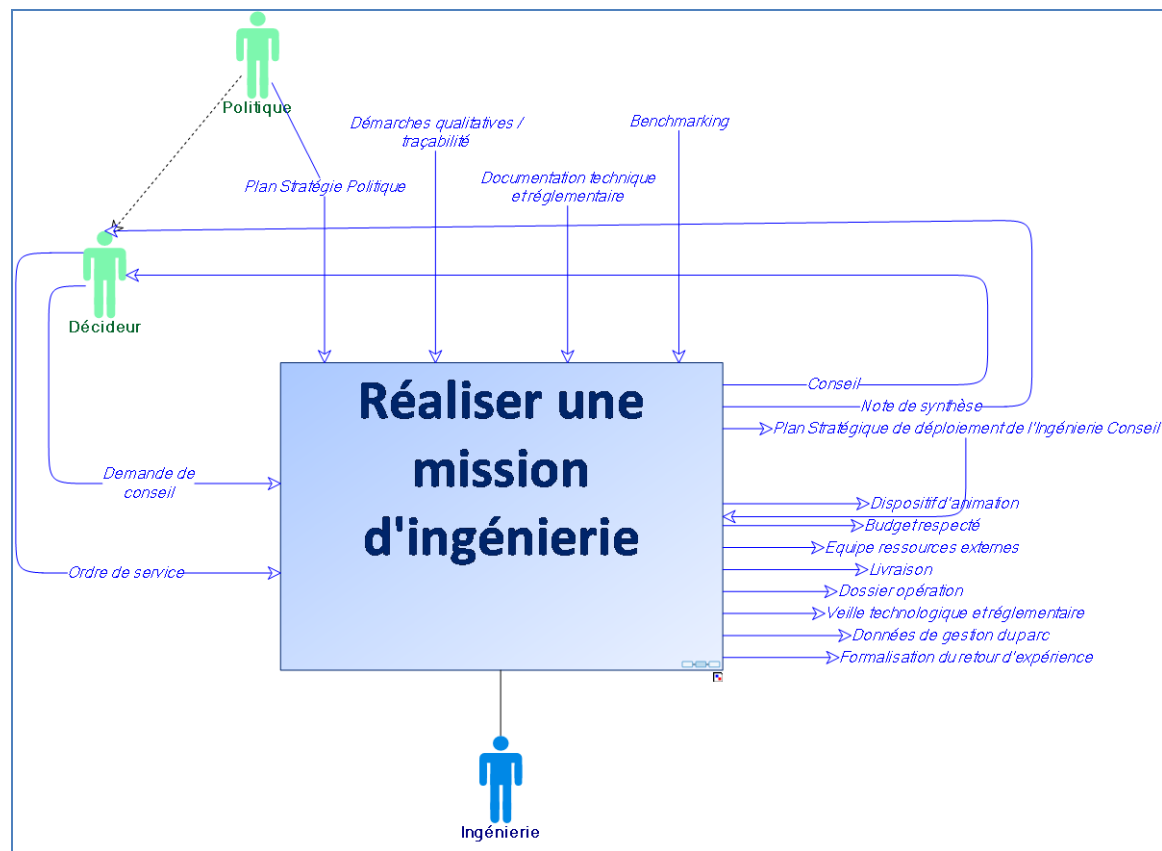 Politique
Démarches qualitatives /
traçabilité
Benchmarking
Plan Stratégie Politique
Documentation technique
et réglementaire
Décideur
Réaliser une
mission
d'ingénierie
Conseil
Note de synthèse
Plan Stratégique de déploiement de l'Ingénierie Conseil
Demande de
conseil
Ordre de service
Dispositif d'animation
Budget respecté
Equipe ressources externes
Livraison
Dossier opération
Veille technologique et réglementaire
Données de gestion du parc
Formalisation du retour d'expérience
Ingénierie